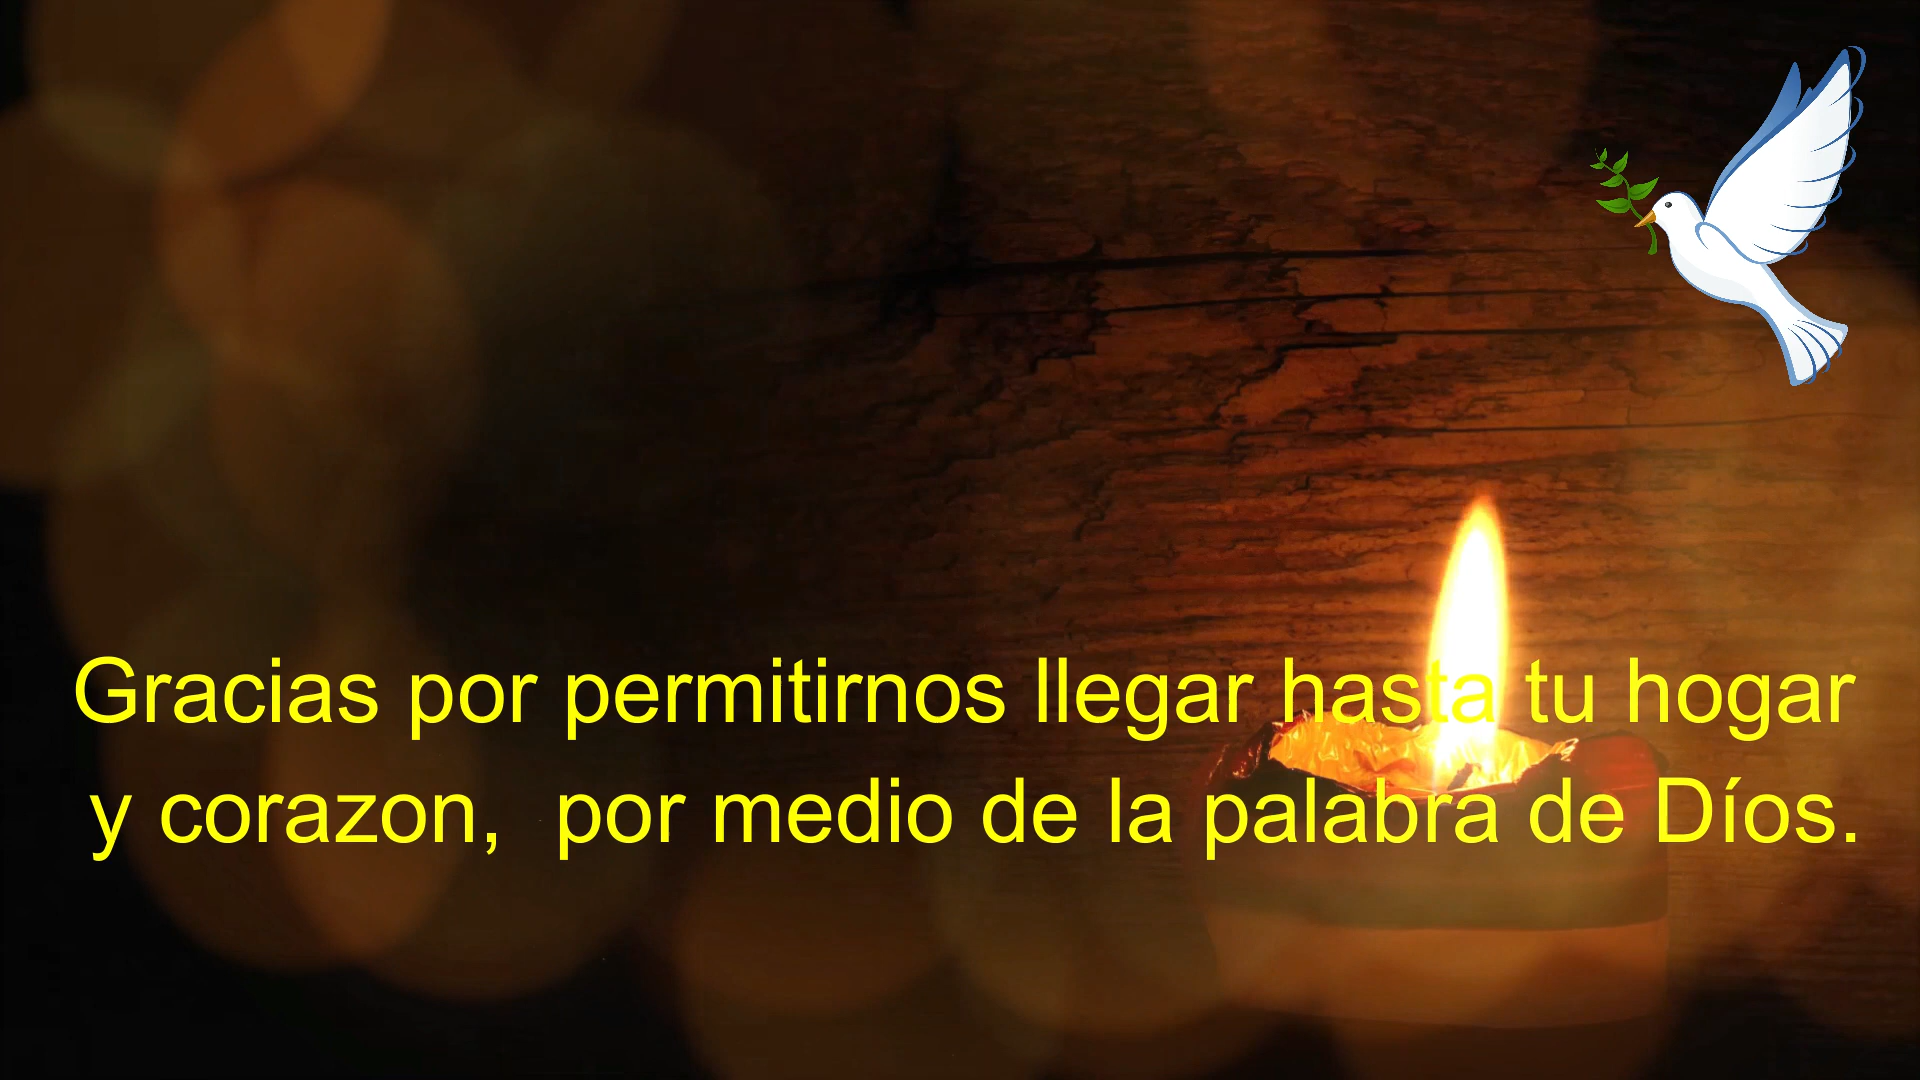 Gracias por permitirnos llegar hasta tu hogar
y corazon,  por medio de la palabra de Díos.